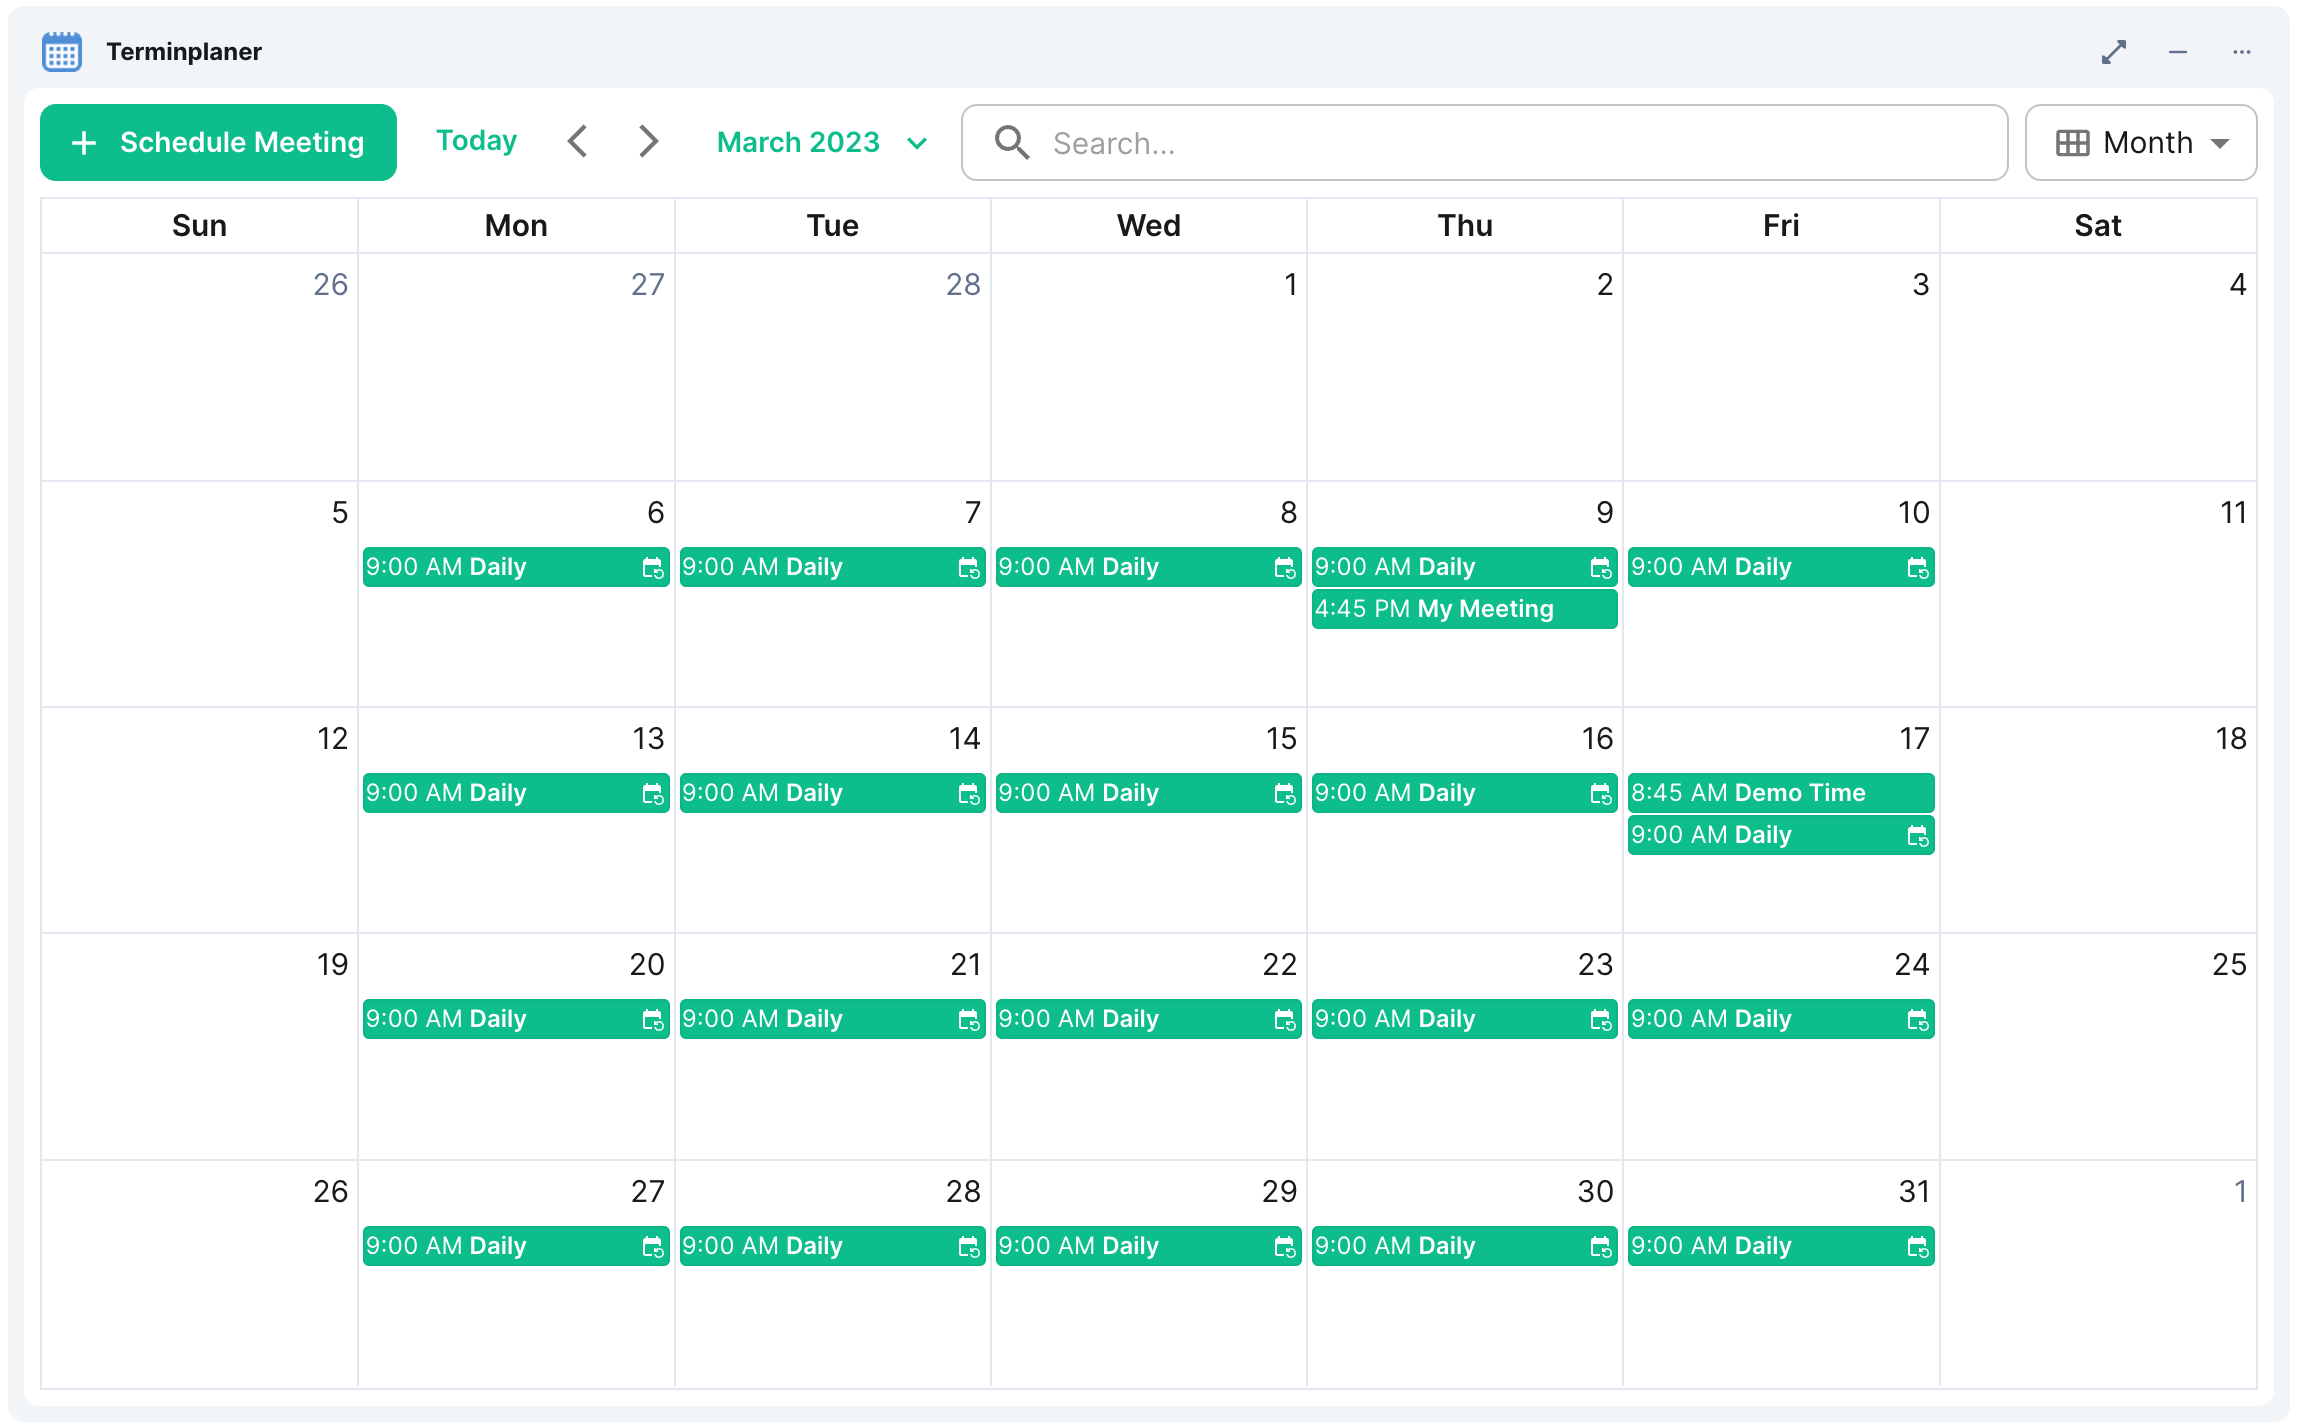 Terminplaner
Schedule Meeting Today March 2023 Search... Month
Sun Mon Tue Wed Thu Fri Sat
26 27 28 1 2 3 4
5 6 7 8 9 10 11
9:00 AM Daily 9:00 AM Daily 9:00 AM Daily 9:00 AM Daily 9:00 AM Daily
4:45 PM My Meeting
12 13 14 15 16 17 18
9:00 AM Daily 9:00 AM Daily 9:00 AM Daily 9:00 AM Daily 8:45 AM Demo Time
9:00 AM Daily
19 20 21 22 23 24 25
9:00 AM Daily 9:00 AM Daily 9:00 AM Daily 9:00 AM Daily 9:00 AM Daily
26 27 28 29 30 31 1
9:00 AM Daily 9:00 AM Daily 9:00 AM Daily 9:00 AM Daily 9:00 AM Daily